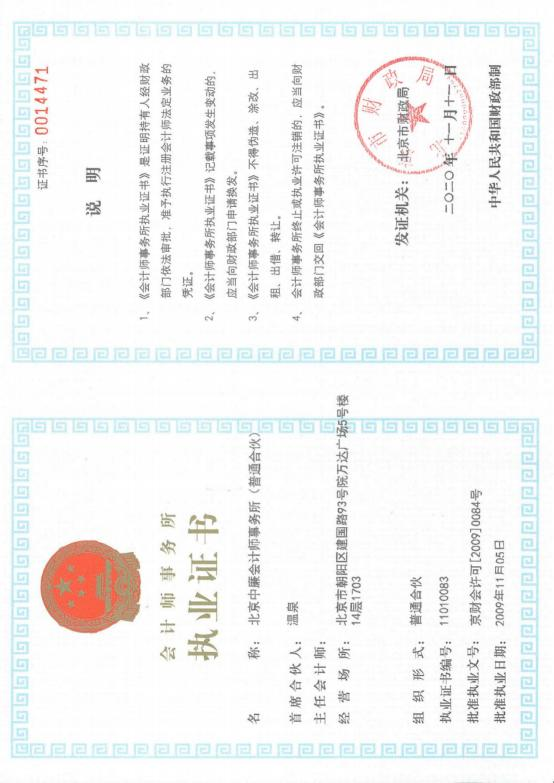 会计师事务所
执业证书
名称：北京中廉会计师事务所（普通合伙）
首席合伙人：温泉
主任会计师：
经营场所：北京市朝阳区建国路93号院万达广场5号楼
14层1703
组织形式：普通合伙
执业证书编号：11010083
批准执业文号：京财会许可[2009]0084号
批准执业日期：2009年11月05日
证书序号：0014471
说明
1、《会计师事务所执业证书》是证明持有人经财政
部门依法审批，准予执行注册会计师法定业务的
凭证。
2、《会计师事务所执业证书》记载事项发生变动的，
应当向财政部门申请换发。
3、《会计师事务所执业证书》不得伪造、涂改、出
租、出借、转让。
4、会计师事务所终止或执业许可注销的，应当向财
政部门交回《会计师事务所执业证书》。
发证机关：北京市财政局
二〇二〇年十一月十一日
中华人民共和国财政部制